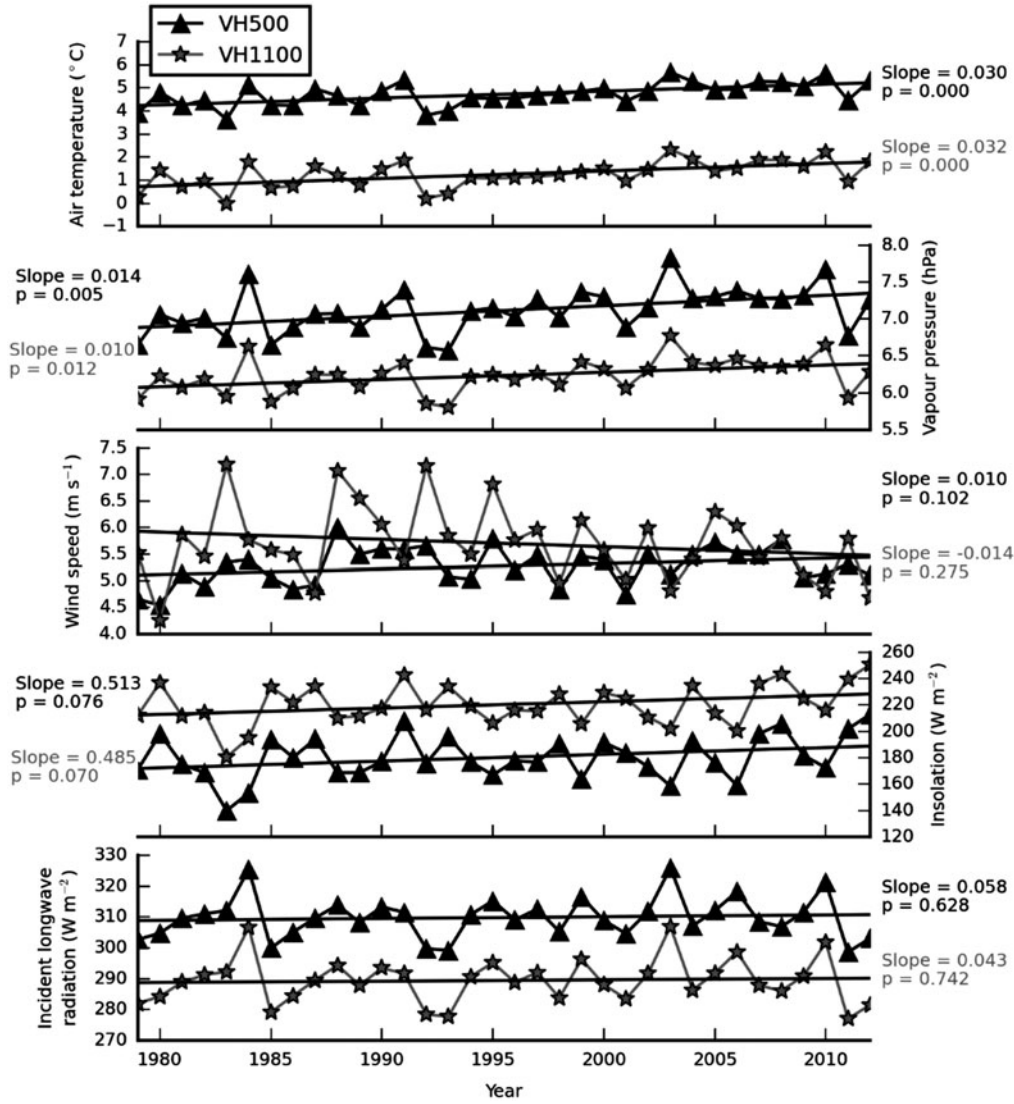 VH500
VH1100
Air temperature (°C)
7
6
5
4
3
2
1
0
−1
Slope = 0.030
p = 0.000
Slope = 0.032
p = 0.000
Slope = 0.014
p = 0.005
Slope = 0.010
p = 0.012
8.0
7.5
7.0
6.5
6.0
5.5
Vapour pressure (hPa)
Wind speed (m s⁻¹)
7.5
7.0
6.5
6.0
5.5
5.0
4.5
4.0
Slope = 0.010
p = 0.102
Slope = -0.014
p = 0.275
Slope = 0.513
p = 0.076
Slope = 0.485
p = 0.070
260
240
220
200
180
160
140
120
Insolation (W m⁻²)
Incident longwave
radiation (W m⁻²)
330
320
310
300
290
280
270
Slope = 0.058
p = 0.628
Slope = 0.043
p = 0.742
1980 1985 1990 1995 2000 2005 2010
Year